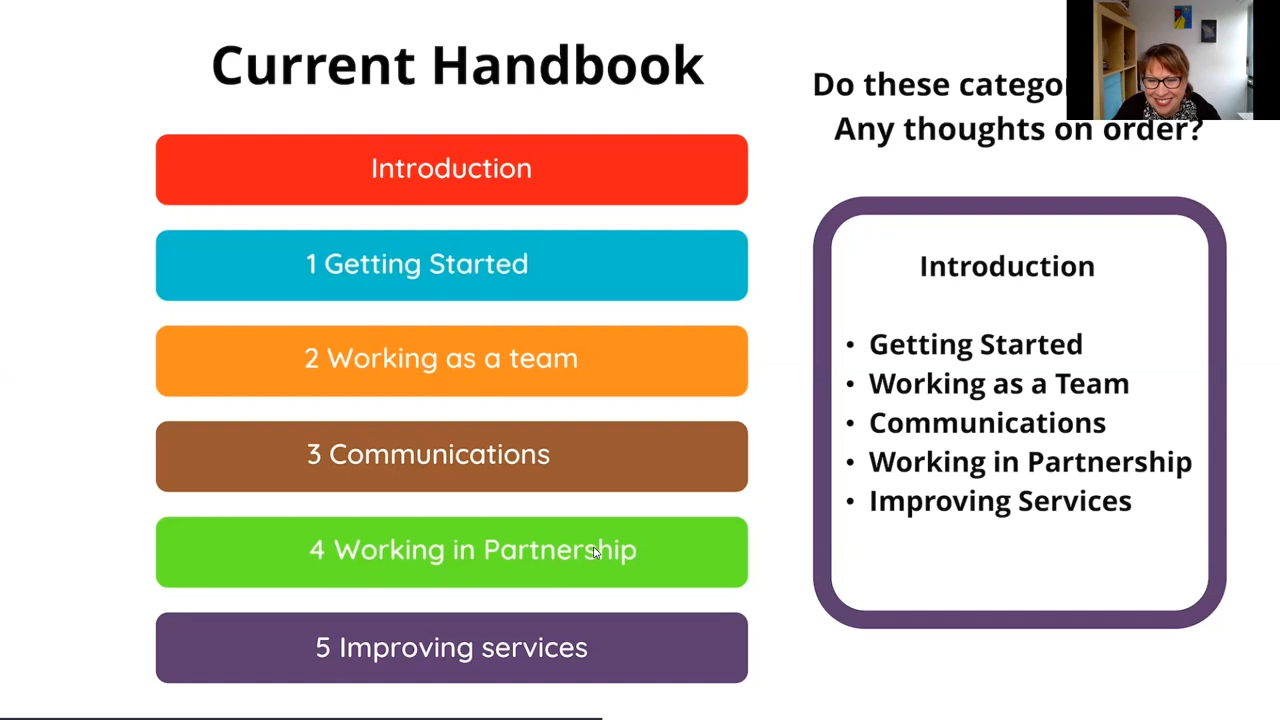 Current Handbook
Introduction
1 Getting Started
2 Working as a team
3 Communications
4 Working in Partnership
5 Improving services
Do these
Any thoughts on order?
Introduction
• Getting Started
• Working as a Team
• Communications
• Working in Partnership
• Improving Services